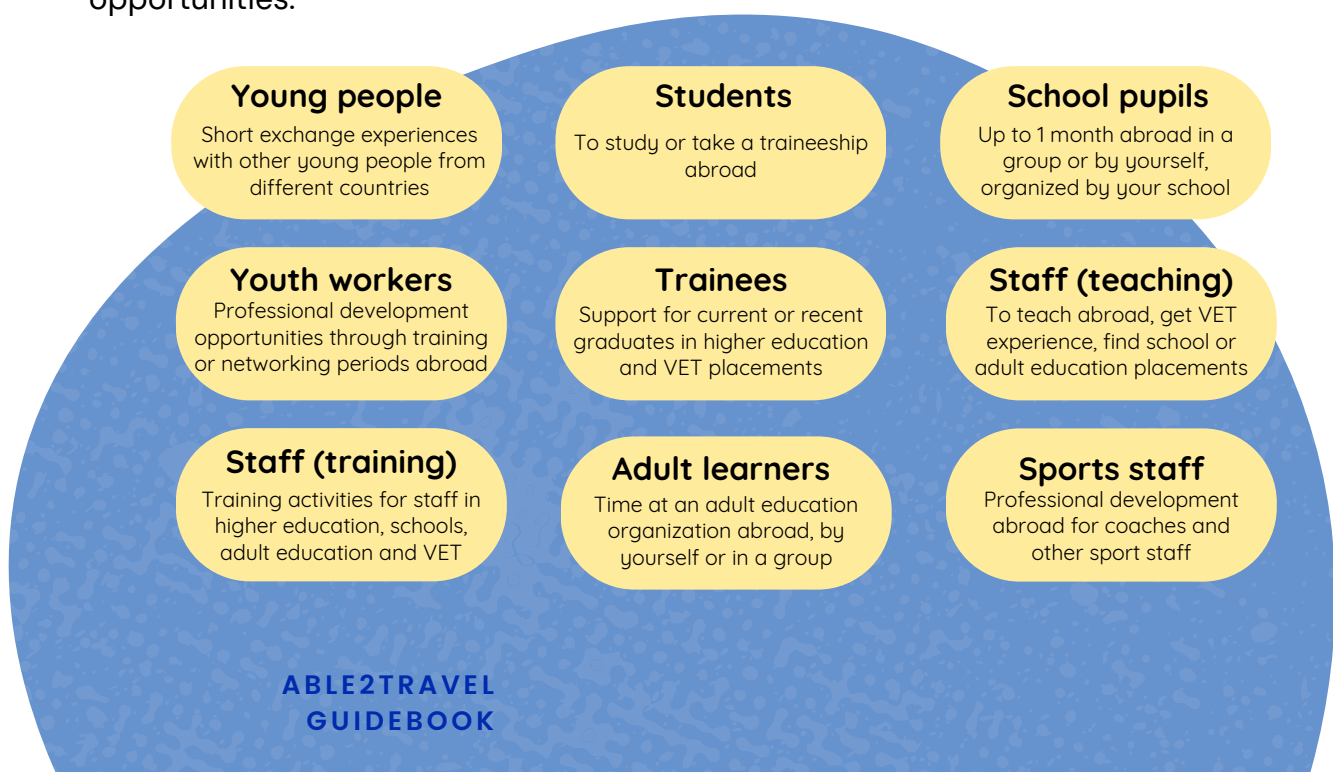 opportunities.
Young people
Short exchange experiences
with other young people from
different countries
Students
To study or take a traineeship
abroad
School pupils
Up to 1 month abroad in a
group or by yourself,
organized by your school
Youth workers
Professional development
opportunities through training
or networking periods abroad
Trainees
Support for current or recent
graduates in higher education
and VET placements
Staff (teaching)
To teach abroad, get VET
experience, find school or
adult education placements
Staff (training)
Training activities for staff in
higher education, schools,
adult education and VET
Adult learners
Time at an adult education
organization abroad, by
yourself or in a group
Sports staff
Professional development
abroad for coaches and
other sport staff
ABLE2TRAVEL
GUIDEBOOK